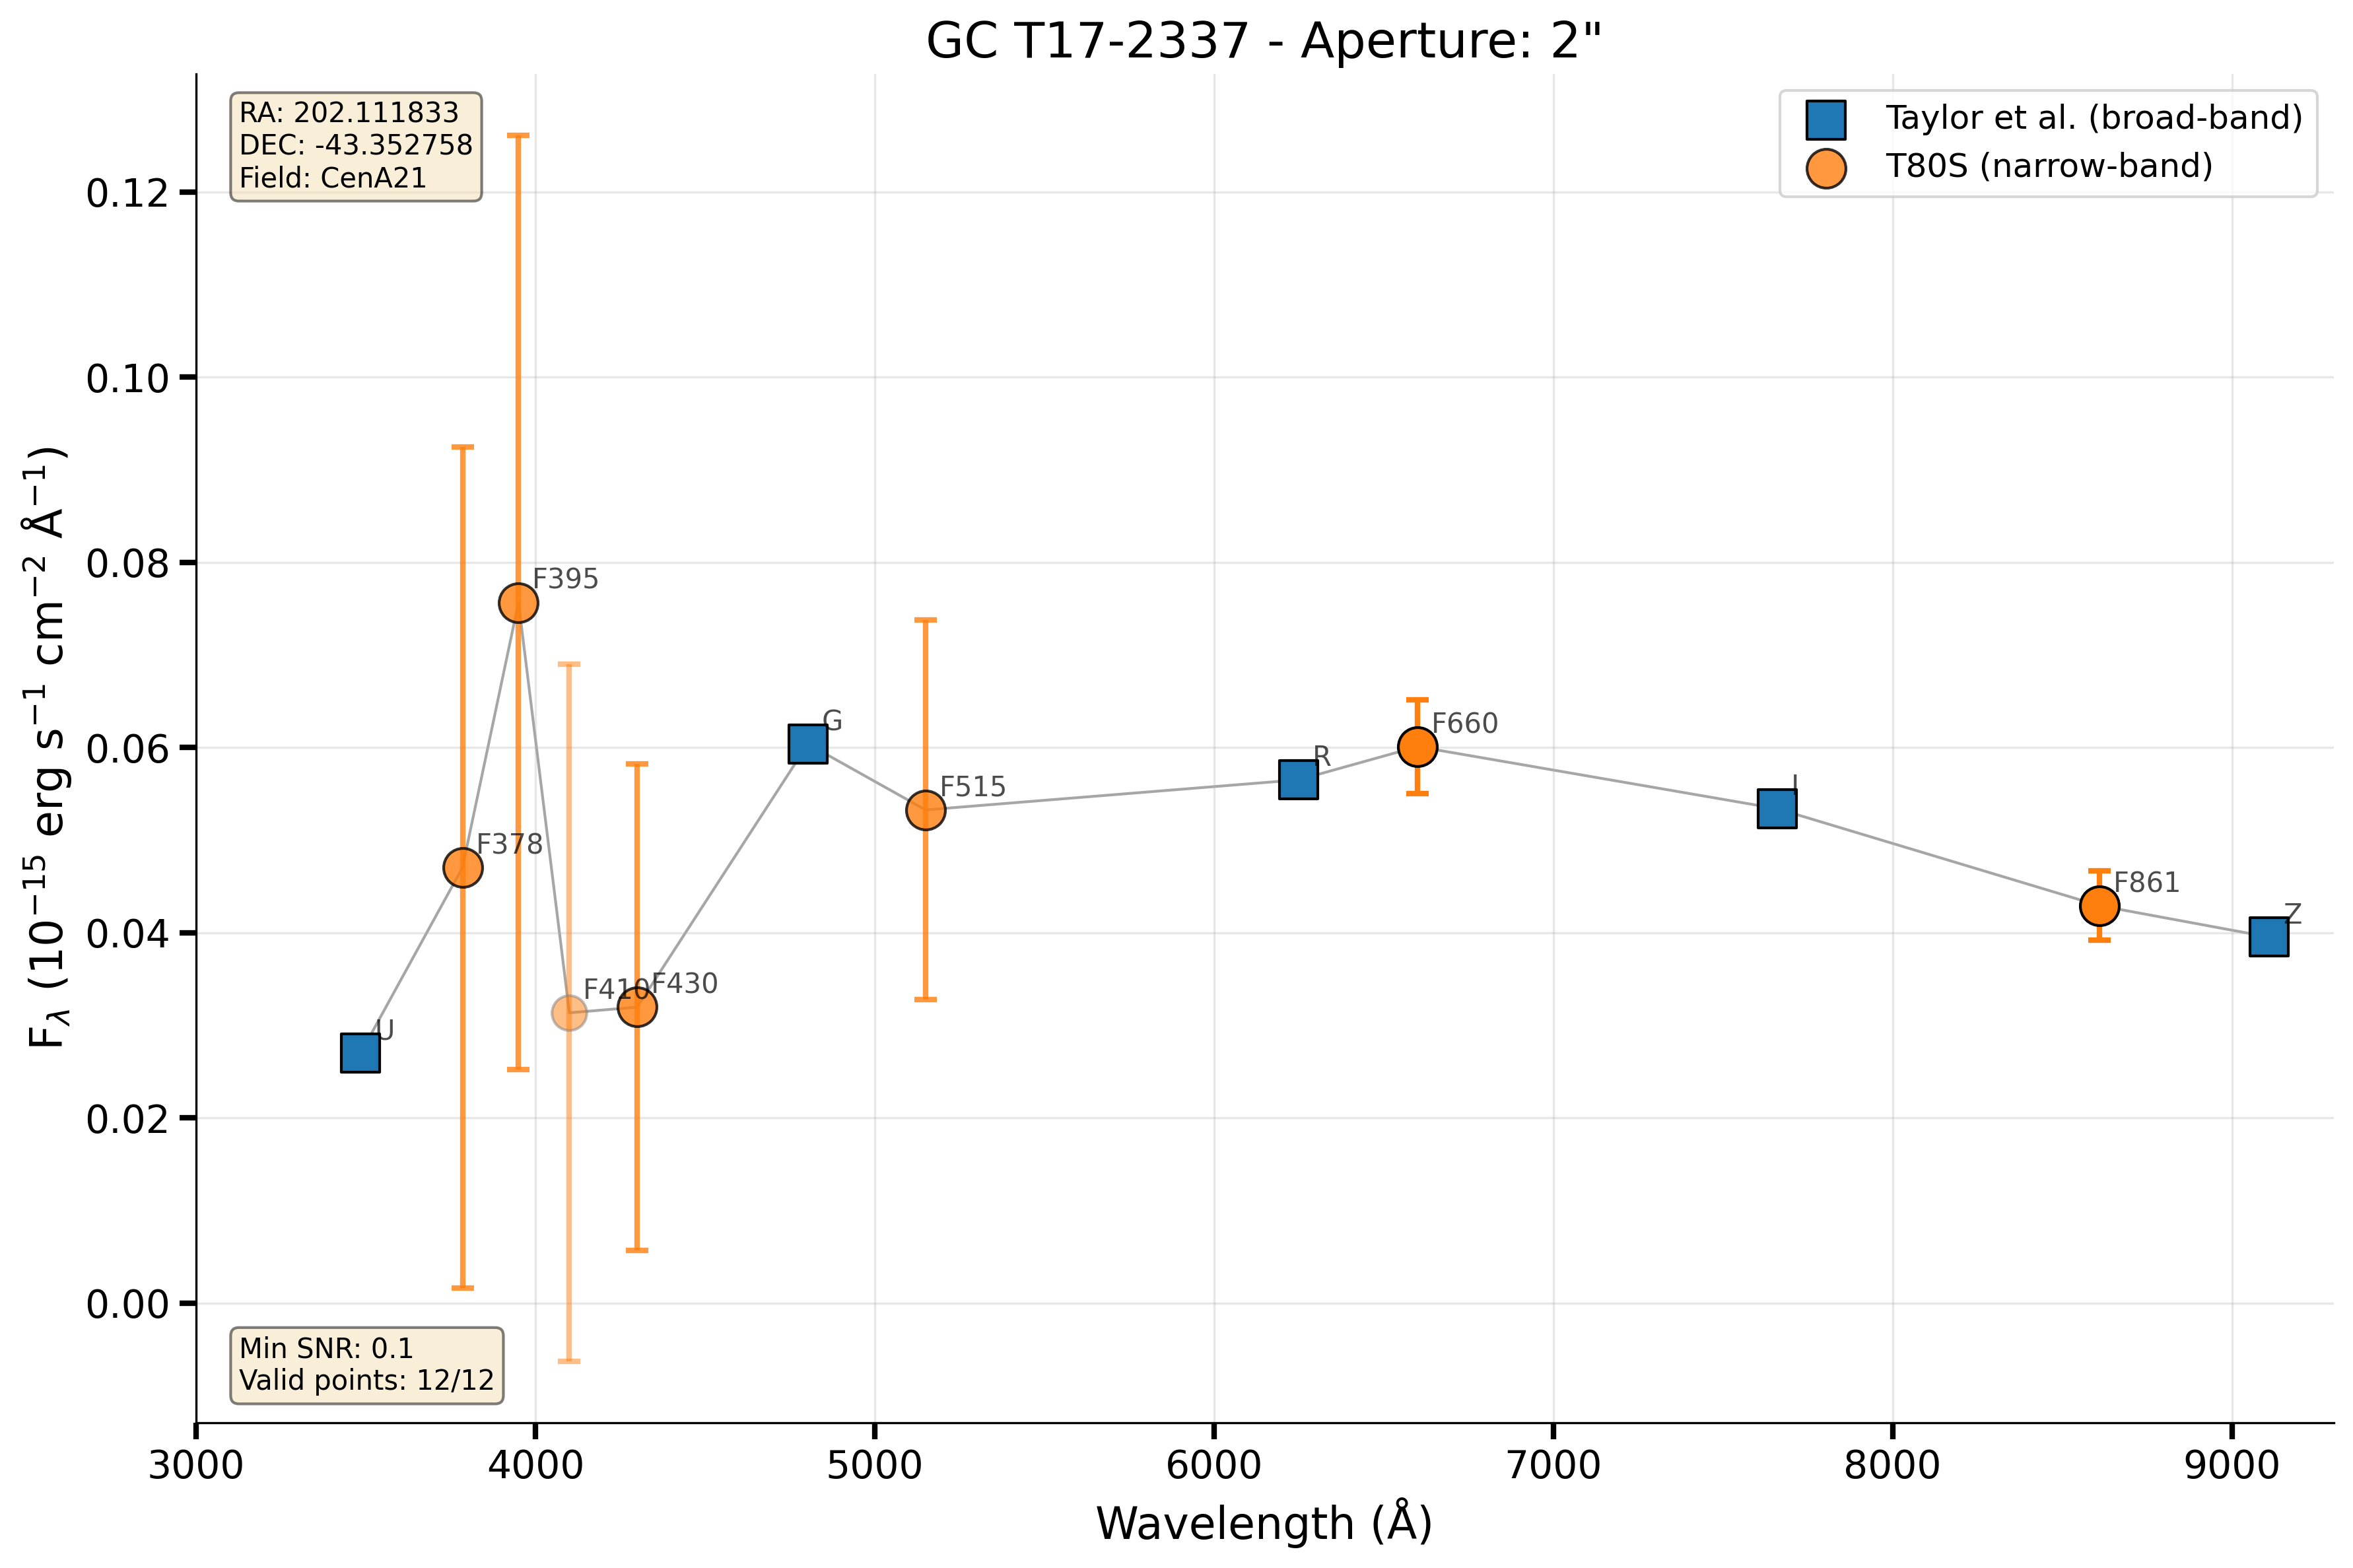 GC T17-2337 - Aperture: 2"
RA: 202.111833
DEC: -43.352758
Field: CenA21
Taylor et al. (broad-band)
T80S (narrow-band)
F_λ (10⁻¹⁵ erg s⁻¹ cm⁻² Å⁻¹)
0.12
0.10
0.08
0.06
0.04
0.02
0.00
U
F378
F395
F410
F430
G
F515
R
F660
I
F861
Z
Min SNR: 0.1
Valid points: 12/12
3000 4000 5000 6000 7000 8000 9000
Wavelength (Å)